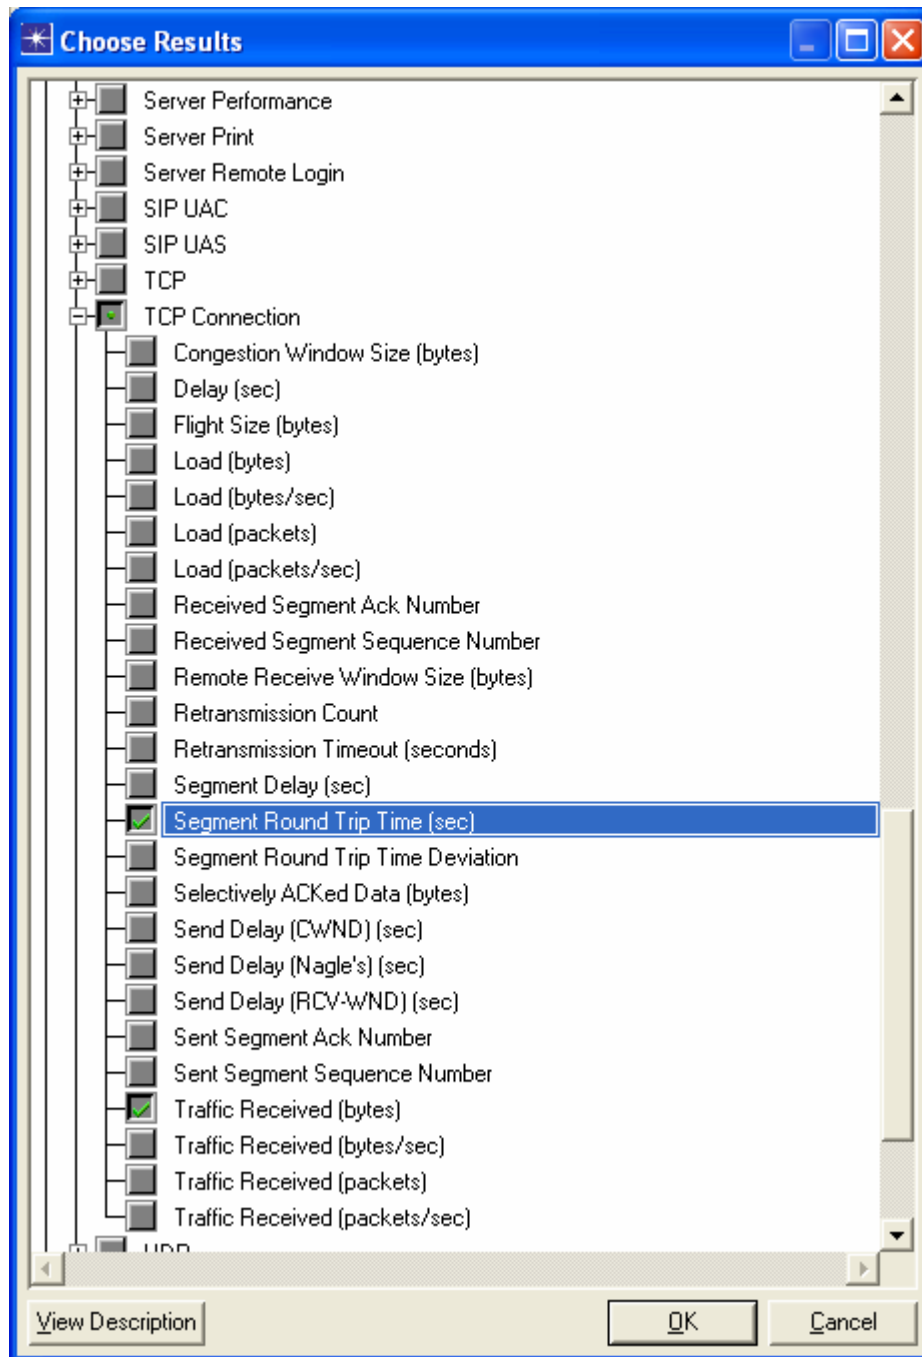 Choose Results
Server Performance
Server Print
Server Remote Login
SIP UAC
SIP UAS
TCP
TCP Connection
Congestion Window Size (bytes)
Delay (sec)
Flight Size (bytes)
Load (bytes)
Load (bytes/sec)
Load (packets)
Load (packets/sec)
Received Segment Ack Number
Received Segment Sequence Number
Remote Receive Window Size (bytes)
Retransmission Count
Retransmission Timeout (seconds)
Segment Delay (sec)
Segment Round Trip Time (sec)
Segment Round Trip Time Deviation
Selectively ACKed Data (bytes)
Send Delay (CWND) (sec)
Send Delay (Nagle's) (sec)
Send Delay (RCV-WND) (sec)
Sent Segment Ack Number
Sent Segment Sequence Number
Traffic Received (bytes)
Traffic Received (bytes/sec)
Traffic Received (packets)
Traffic Received (packets/sec)
UDP
View Description OK Cancel